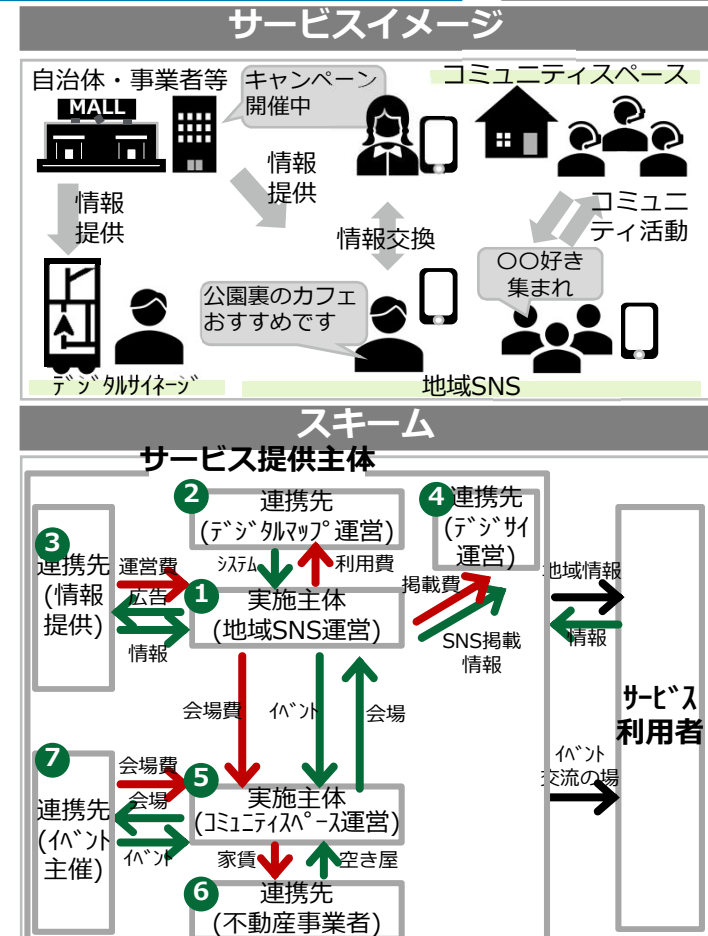 サービスイメージ
自治体・事業者等
MALL
キャンペーン
開催中
コミュニティスペース
情報
提供
情報
提供
情報交換
コミュニ
ティ活動
〇〇好き
集まれ
公園裏のカフェ
おすすめです
ﾃﾞｼﾞﾀﾙｻｲﾈｰｼﾞ
地域SNS
スキーム
サービス提供主体
2
連携先
(ﾃﾞｼﾞﾀﾙﾏｯﾌﾟ運営)
4
連携先
(ﾃﾞｼﾞｻｲ
運営)
3
連携先
(情報
提供)
運営費
広告
情報
ｼｽﾃﾑ
利用費
1
実施主体
(地域SNS運営)
掲載費
SNS掲載
情報
地域情報
情報
会場費
ｲﾍﾞﾝﾄ
会場
ｻｰﾋﾞｽ
利用者
ｲﾍﾞﾝﾄ
交流の場
7
連携先
(ｲﾍﾞﾝﾄ
主催)
会場費
会場
ｲﾍﾞﾝﾄ
5
実施主体
(ｺﾐｭﾆﾃｨｽﾍﾟｰｽ運営)
家賃
空き屋
6
連携先
(不動産事業者)